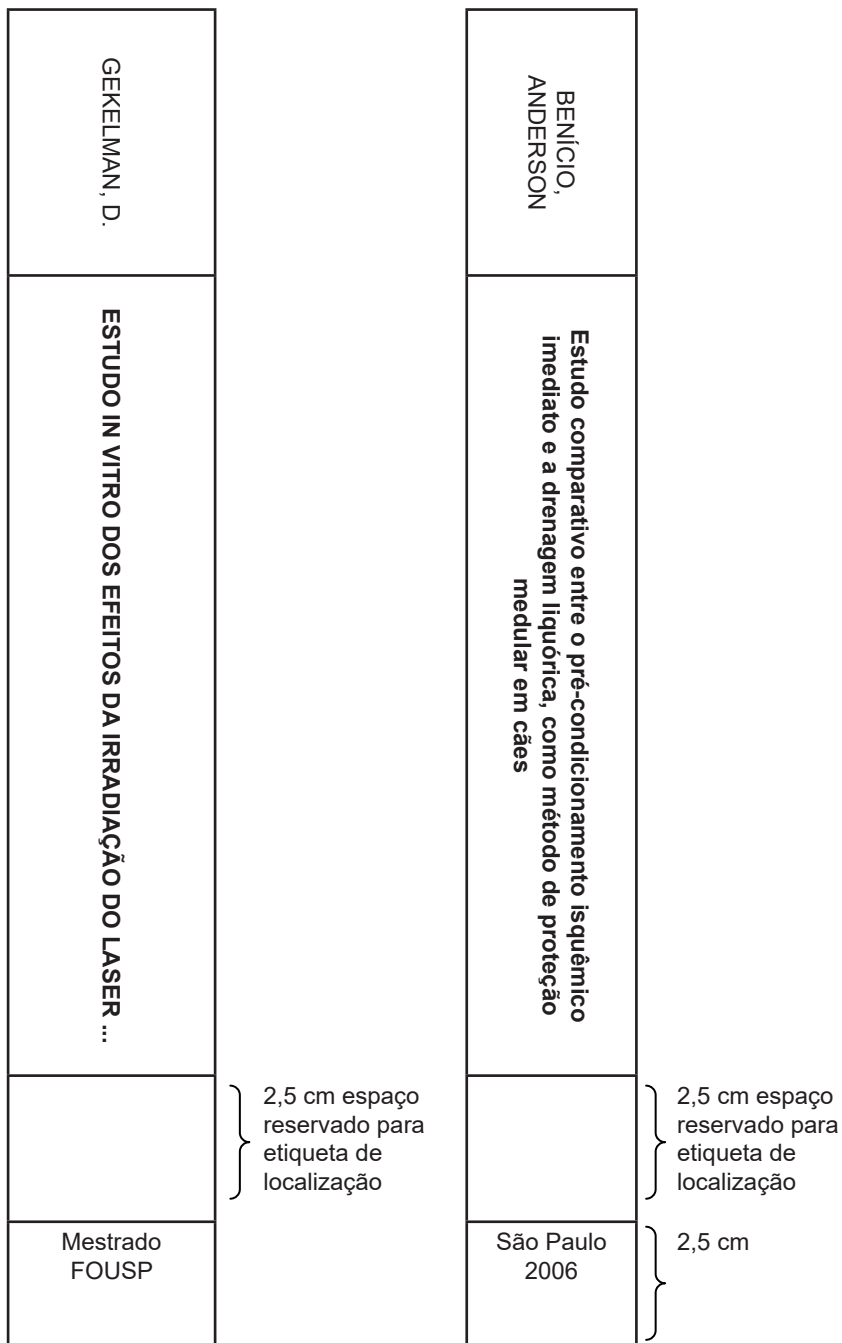 GEKELMAN, D.
ESTUDO IN VITRO DOS EFEITOS DA IRRADIAÇÃO DO LASER ...
2,5 cm espaço
reservado para
etiqueta de
localização
Mestrado
FOUSP
BENÍCIO,
ANDERSON
Estudo comparativo entre o pré-condicionamento isquêmico
imediato e a drenagem liquórica, como método de proteção
medular em cães
2,5 cm espaço
reservado para
etiqueta de
localização
São Paulo
2006
2,5 cm